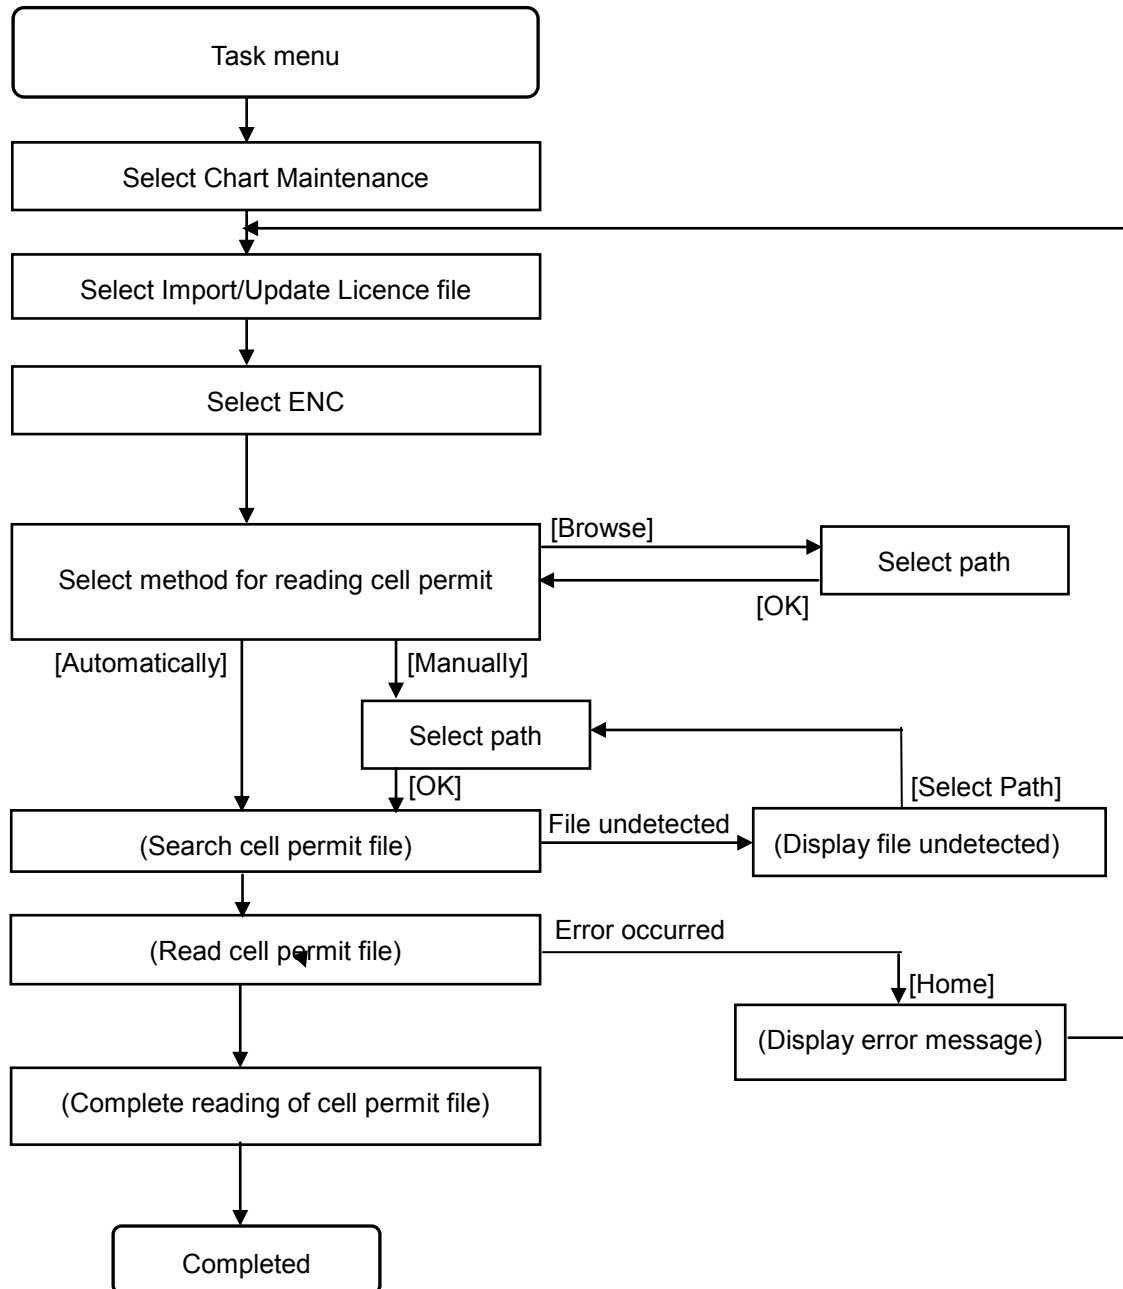 Task menu
Select Chart Maintenance
Select Import/Update Licence file
Select ENC
[Browse]
Select method for reading cell permit
Select path
[OK]
[Automatically]
[Manually]
Select path
[OK]
[Select Path]
File undetected
(Search cell permit file)
(Display file undetected)
Error occurred
(Read cell permit file)
[Home]
(Display error message)
(Complete reading of cell permit file)
Completed